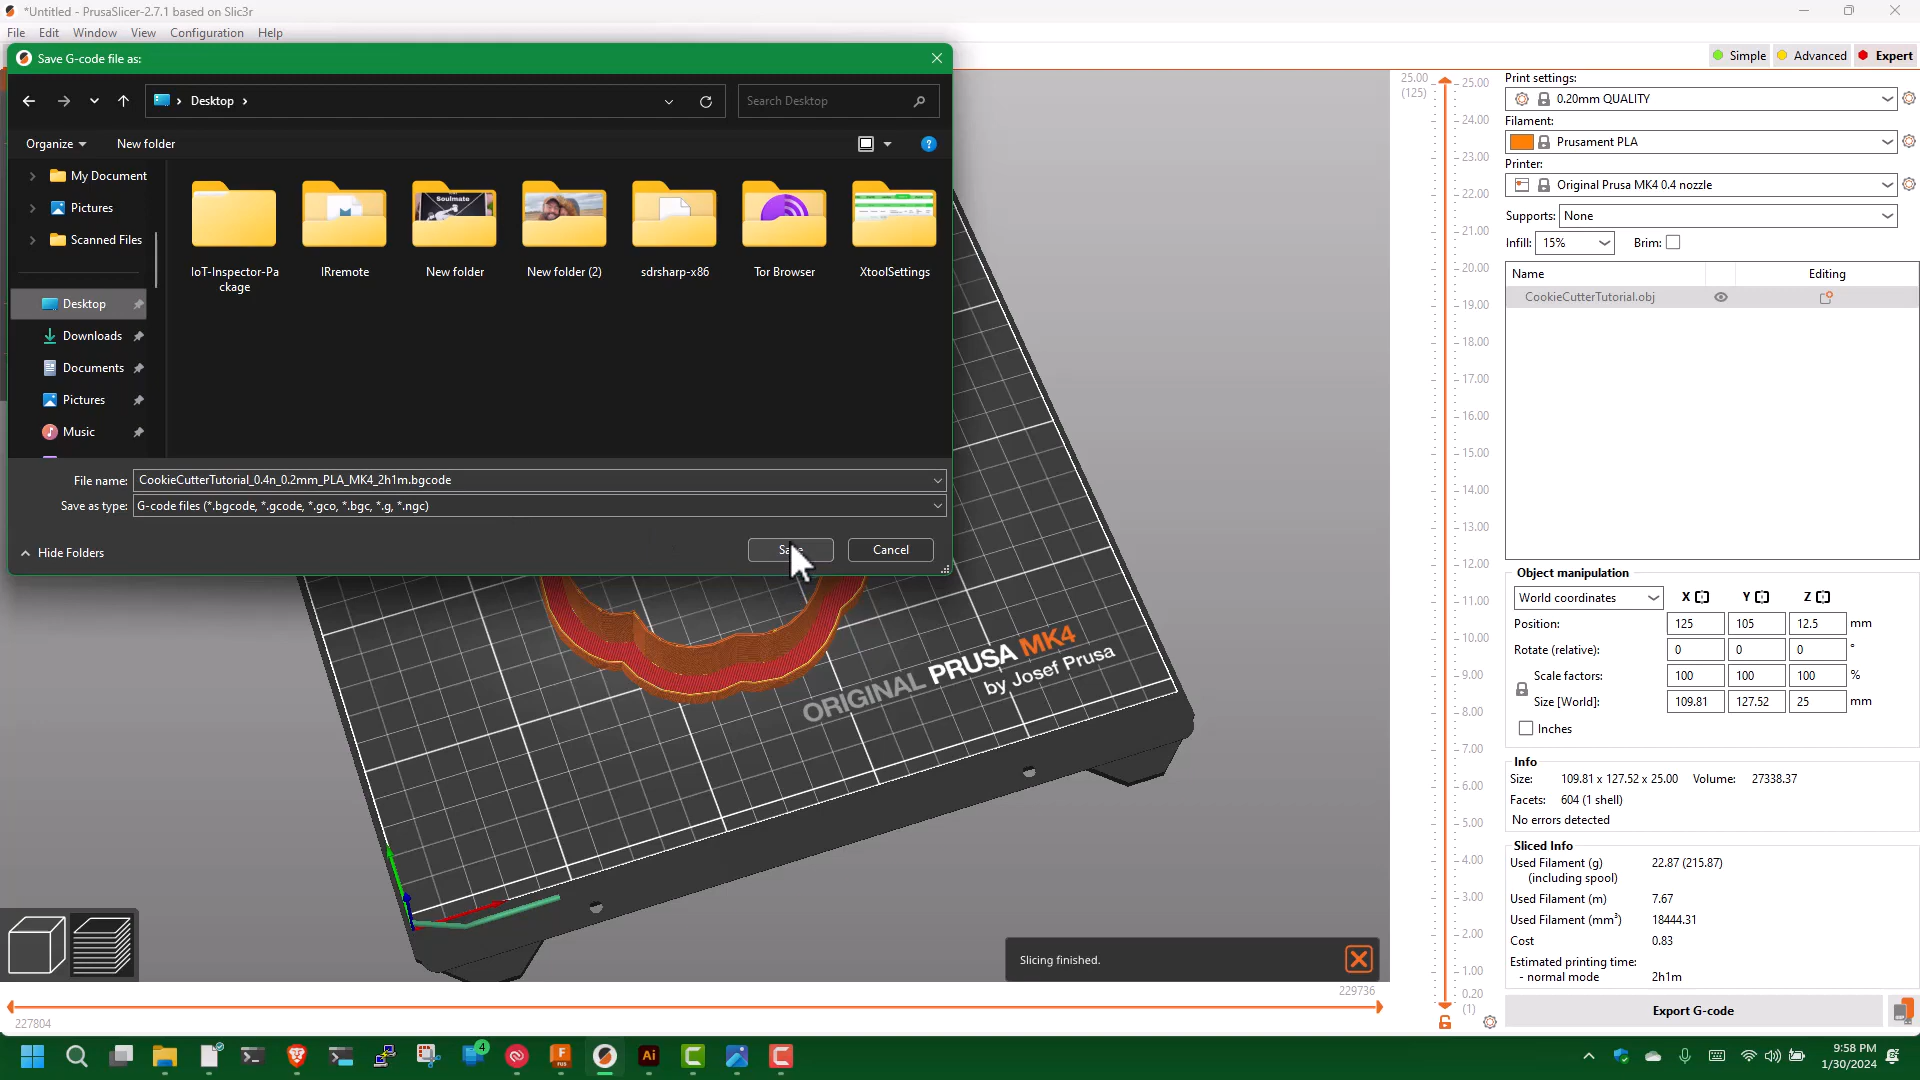 *Untitled - PrusaSlicer-2.7.1 based on Slic3r
File Edit Window View Configuration Help
Save G-code file as:
Desktop
Search Desktop
Organize
New folder
My Document
Pictures
Scanned Files
Desktop
Downloads
Documents
Pictures
Music
Soulmate
IoT-Inspector-Pa
ckage
IRremote
New folder
New folder (2)
sdrsharp-x86
Tor Browser
XtoolSettings
File name: CookieCutterTutorial_0.4n_0.2mm_PLA_MK4_2h1m.bgcode
Save as type: G-code files (*.bgcode, *.gcode, *.gco, *.bgc, *.g, *.ngc)
Hide Folders
Cancel
ORIGINAL PRUSA MK4
by Josef Prusa
Slicing finished.
229736
227804
25.00
(125)
25.00
24.00
23.00
22.00
21.00
20.00
19.00
18.00
17.00
16.00
15.00
14.00
13.00
12.00
11.00
10.00
9.00
8.00
7.00
6.00
5.00
4.00
3.00
2.00
1.00
0.20
(1)
Simple Advanced Expert
Print settings:
0.20mm QUALITY
Filament:
Prusament PLA
Printer:
Original Prusa MK4 0.4 nozzle
Supports: None
Infill: 15% Brim:
Name Editing
CookieCutterTutorial.obj
Object manipulation
World coordinates X Y Z
Position: 125 105 12.5 mm
Rotate (relative): 0 0 0 °
Scale factors: 100 100 100 %
Size [World]: 109.81 127.52 25 mm
Inches
Info
Size: 109.81 x 127.52 x 25.00 Volume: 27338.37
Facets: 604 (1 shell)
No errors detected
Sliced Info
Used Filament (g) 22.87 (215.87)
(including spool)
Used Filament (m) 7.67
Used Filament (mm³) 18444.31
Cost 0.83
Estimated printing time:
- normal mode 2h1m
Export G-code
4
Ai
9:58 PM
1/30/2024